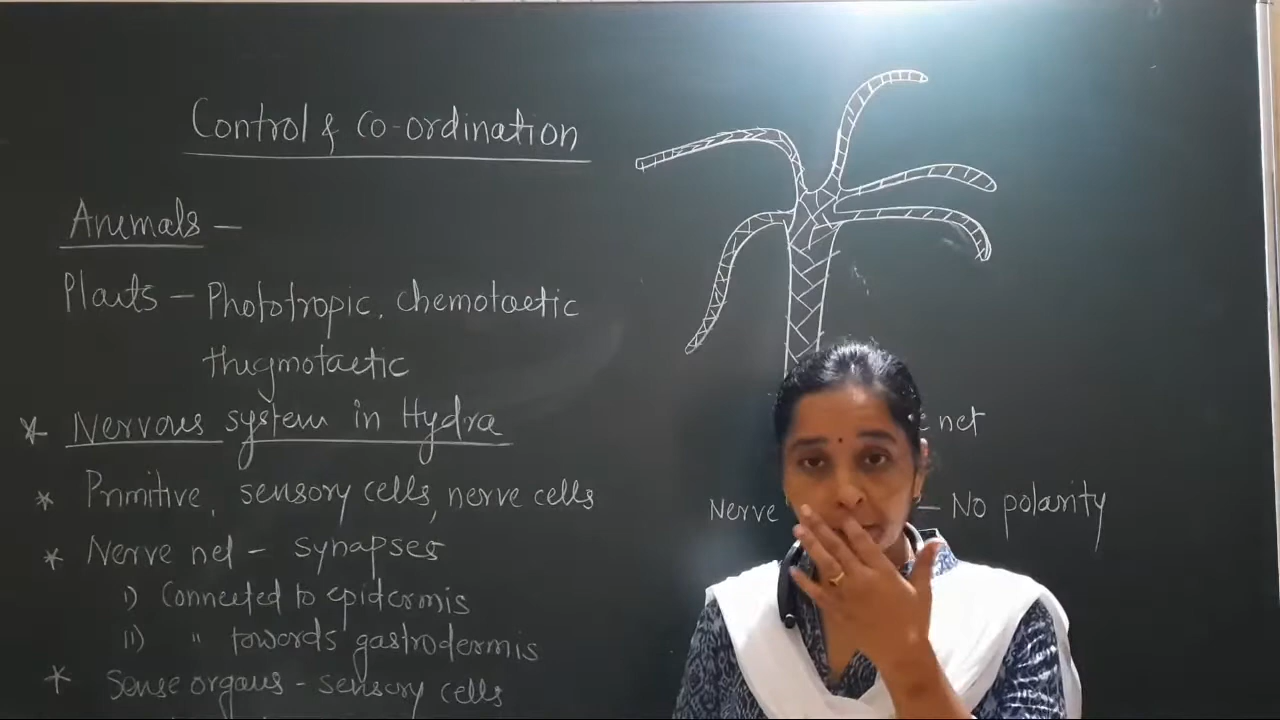 Control & Co-ordination
Animals -
Plants - Phototropic, chemotactic
thigmotactic
* Nervous system in Hydra
* Primitive, sensory cells, nerve cells
* Nerve net - synapses
i) Connected to epidermis
ii) " towards gastrodermis
* Sense organs - sensory cells
net
Nerve - No polarity